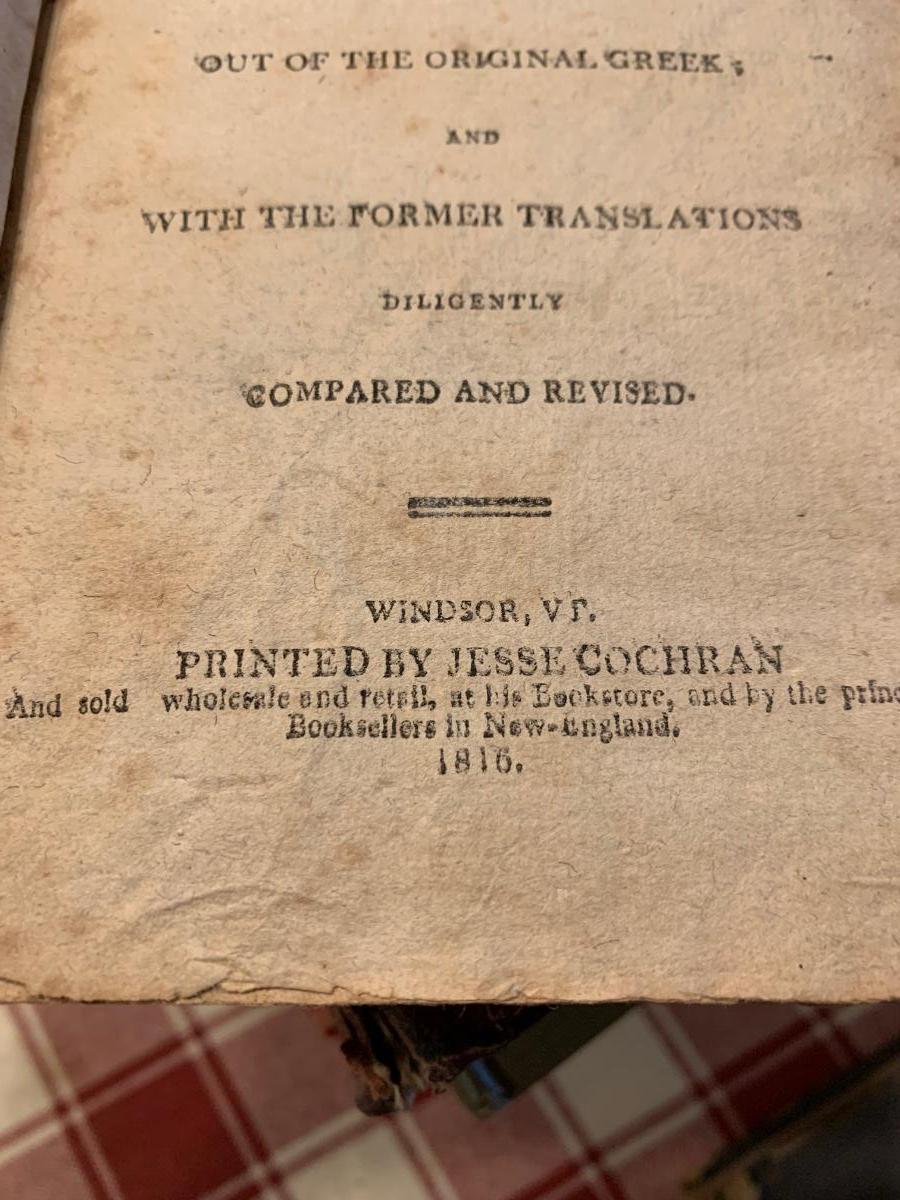 OUT OF THE ORIGINAL GREEK;
AND
WITH THE FORMER TRANSLATIONS
DILIGENTLY
COMPARED AND REVISED.
WINDSOR, VT.
PRINTED BY JESSE COCHRAN
And sold wholesale and retail, at his Bookstore, and by the princ
Booksellers in New-England.
1816.